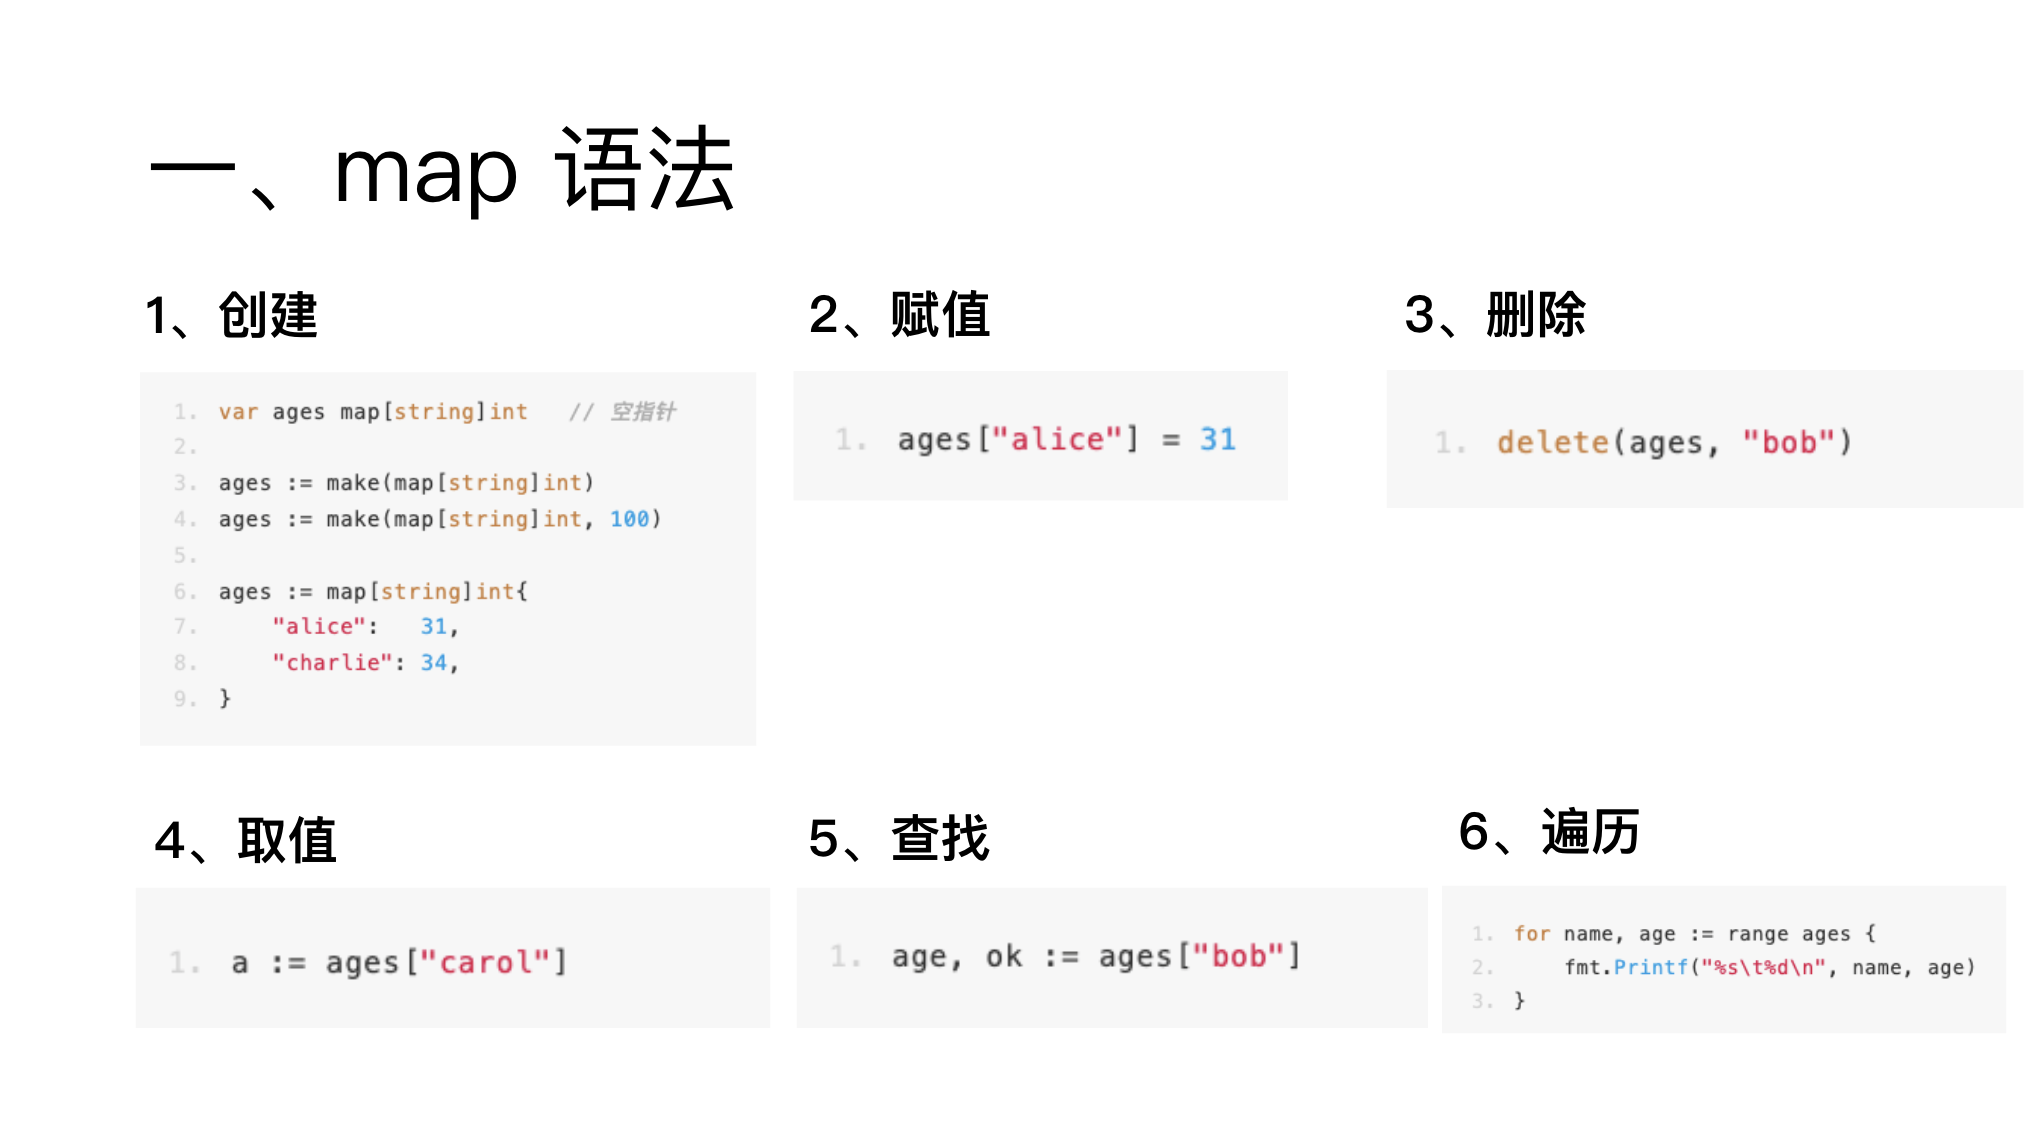 一、map 语法
1、创建
1. var ages map[string]int   // 空指针
2.
3. ages := make(map[string]int)
4. ages := make(map[string]int, 100)
5.
6. ages := map[string]int{
7.     "alice":   31,
8.     "charlie": 34,
9. }
2、赋值
1. ages["alice"] = 31
3、删除
1. delete(ages, "bob")
4、取值
1. a := ages["carol"]
5、查找
1. age, ok := ages["bob"]
6、遍历
1. for name, age := range ages {
2.     fmt.Printf("%s\t%d\n", name, age)
3. }